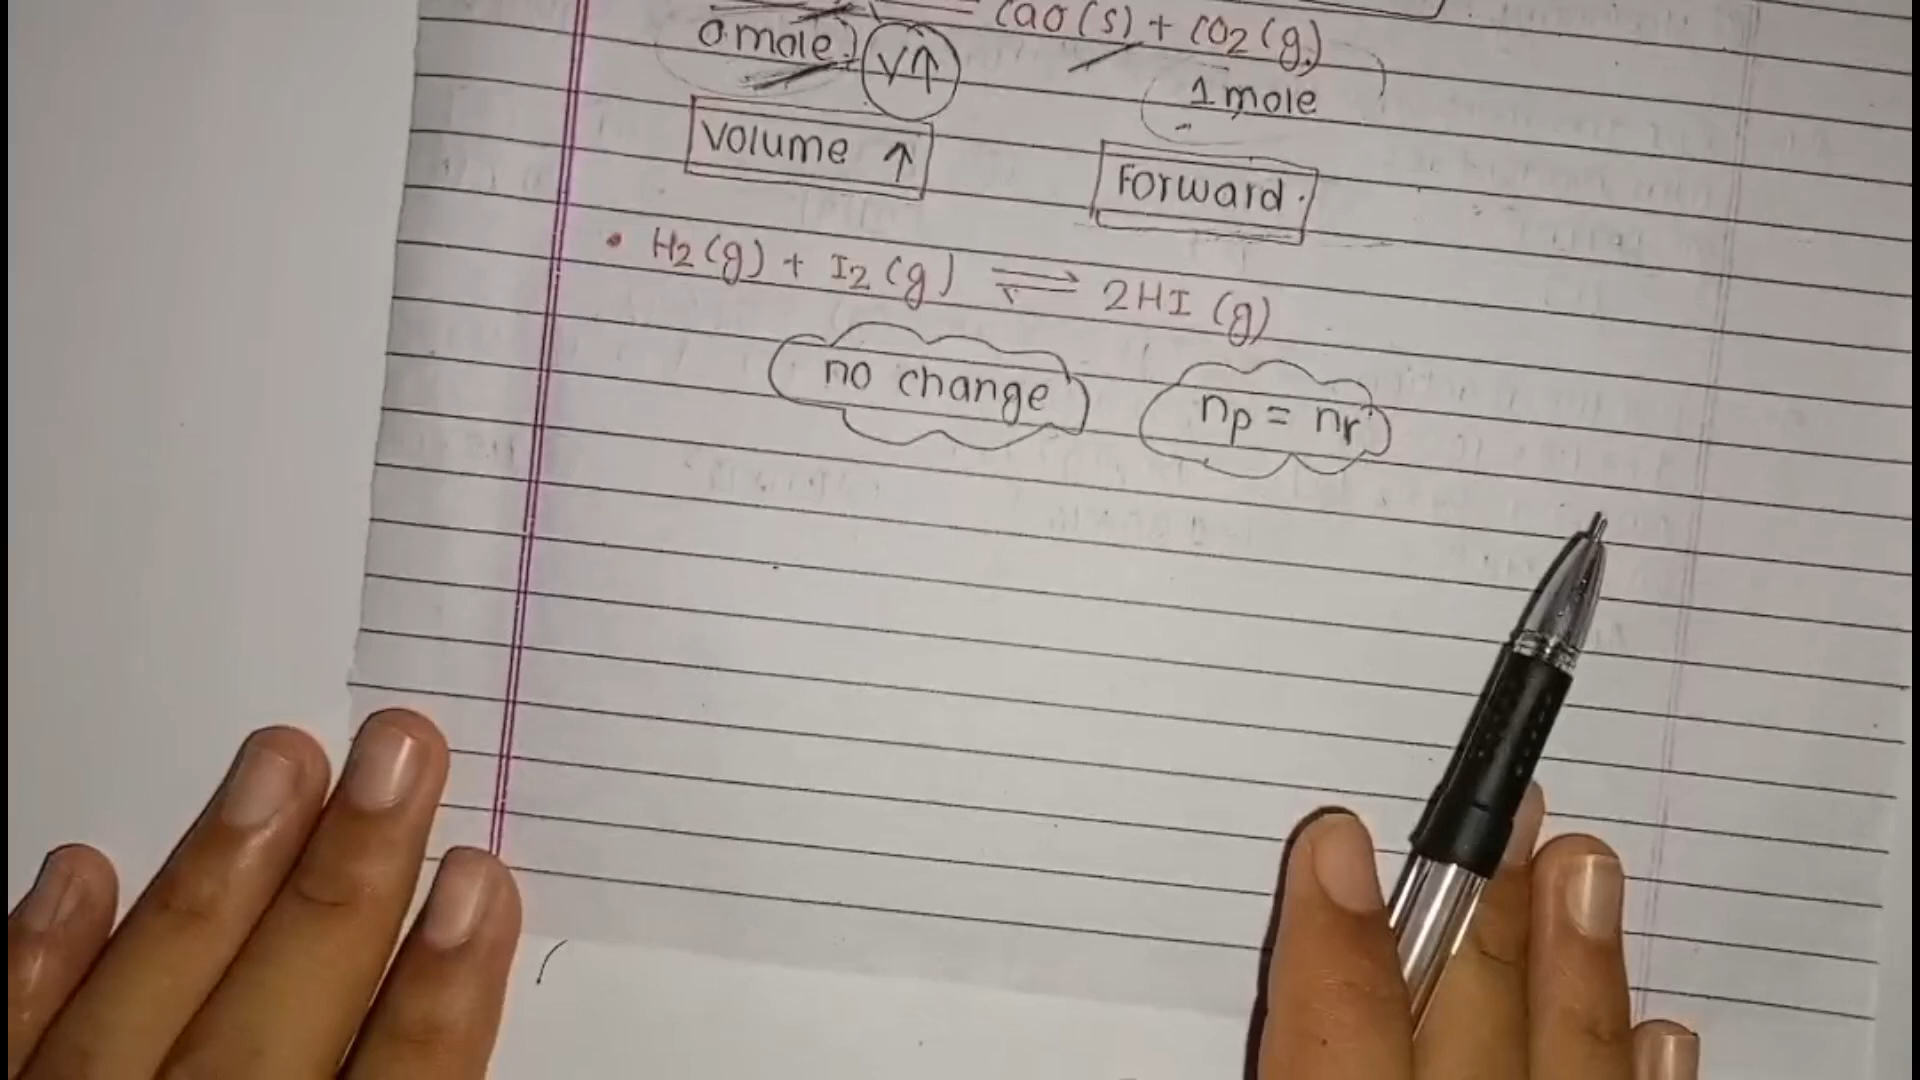 CaO(s) + CO2(g)
0 mole V↑ 1 mole
Volume ↑ Forward.
• H2(g) + I2(g) ⇌ 2HI (g)
no change np = nr